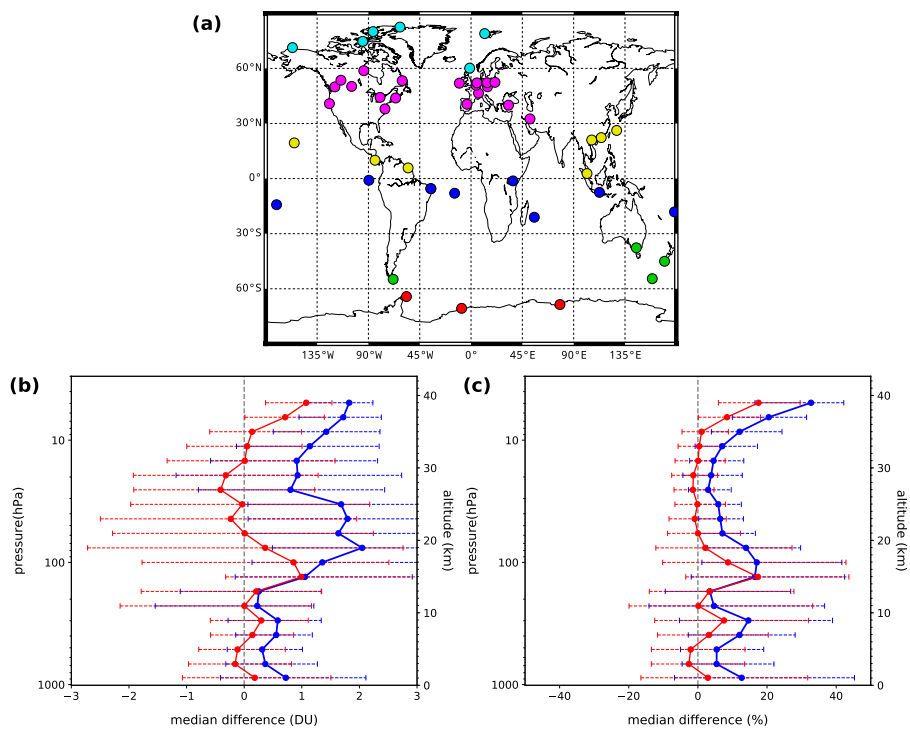 (a)
60°N
30°N
0°
30°S
60°S
135°W 90°W 45°W 0° 45°E 90°E 135°E
(b)
pressure(hPa)
10
100
1000
40
30
20
10
0
altitude (km)
−3 −2 −1 0 1 2 3
median difference (DU)
(c)
pressure(hPa)
10
100
1000
40
30
20
10
0
altitude (km)
−40 −20 0 20 40
median difference (%)